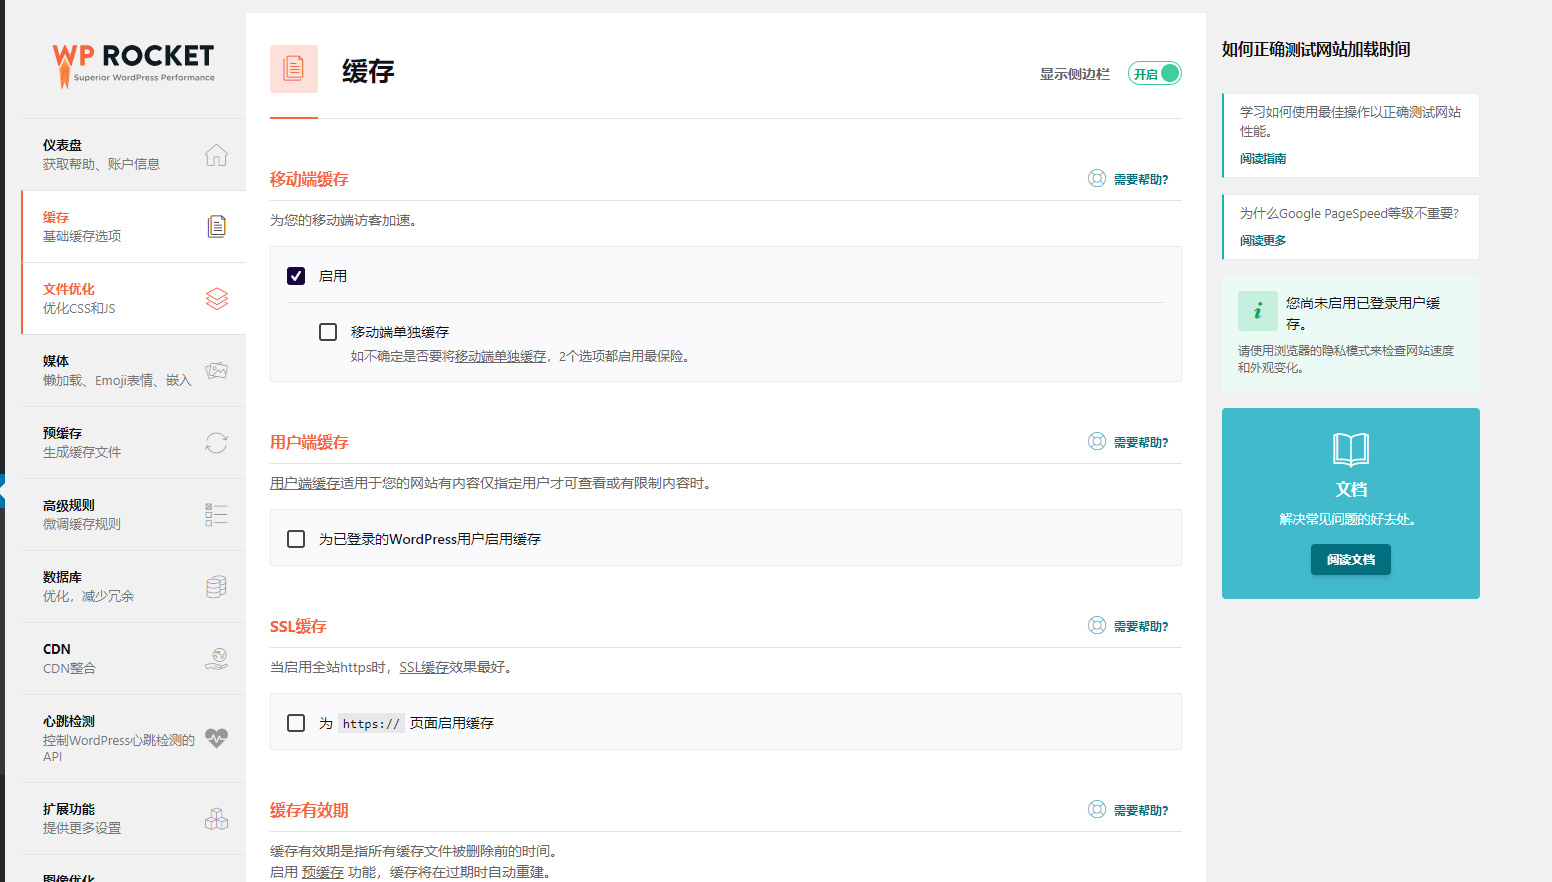 WP ROCKET
Superior WordPress Performance
仪表盘
获取帮助、账户信息
缓存
基础缓存选项
文件优化
优化CSS和JS
媒体
懒加载、Emoji表情、嵌入
预缓存
生成缓存文件
高级规则
微调缓存规则
数据库
优化，减少冗余
CDN
CDN整合
心跳检测
控制WordPress心跳检测的
API
扩展功能
提供更多设置
图像优化
缓存
显示侧边栏
开启
移动端缓存
需要帮助?
为您的移动端访客加速。
启用
移动端单独缓存
如不确定是否要将移动端单独缓存，2个选项都启用最保险。
用户端缓存
需要帮助?
用户端缓存适用于您的网站有内容仅指定用户才可查看或有限制内容时。
为已登录的WordPress用户启用缓存
SSL缓存
需要帮助?
当启用全站https时，SSL缓存效果最好。
为 https:// 页面启用缓存
缓存有效期
需要帮助?
缓存有效期是指所有缓存文件被删除前的时间。
启用 预缓存 功能，缓存将在过期时自动重建。
如何正确测试网站加载时间
学习如何使用最佳操作以正确测试网站
性能。
阅读指南
为什么Google PageSpeed等级不重要?
阅读更多
i
您尚未启用已登录用户缓
存。
请使用浏览器的隐私模式来检查网站速度
和外观变化。
文档
解决常见问题的好去处。
阅读文档